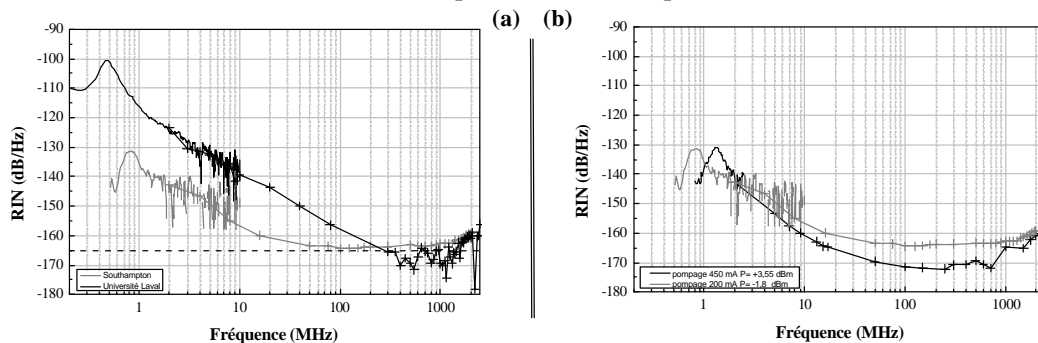 (a)
(b)
-90
-100
-110
-120
-130
-140
-150
-160
-170
-180
RIN (dB/Hz)
Southampton
Université Laval
1
10
100
1000
Fréquence (MHz)
-90
-100
-110
-120
-130
-140
-150
-160
-170
-180
RIN (dB/Hz)
pompage 450 mA P= +3,55 dBm
pompage 200 mA P= -1,8 dBm
1
10
100
1000
Fréquence (MHz)